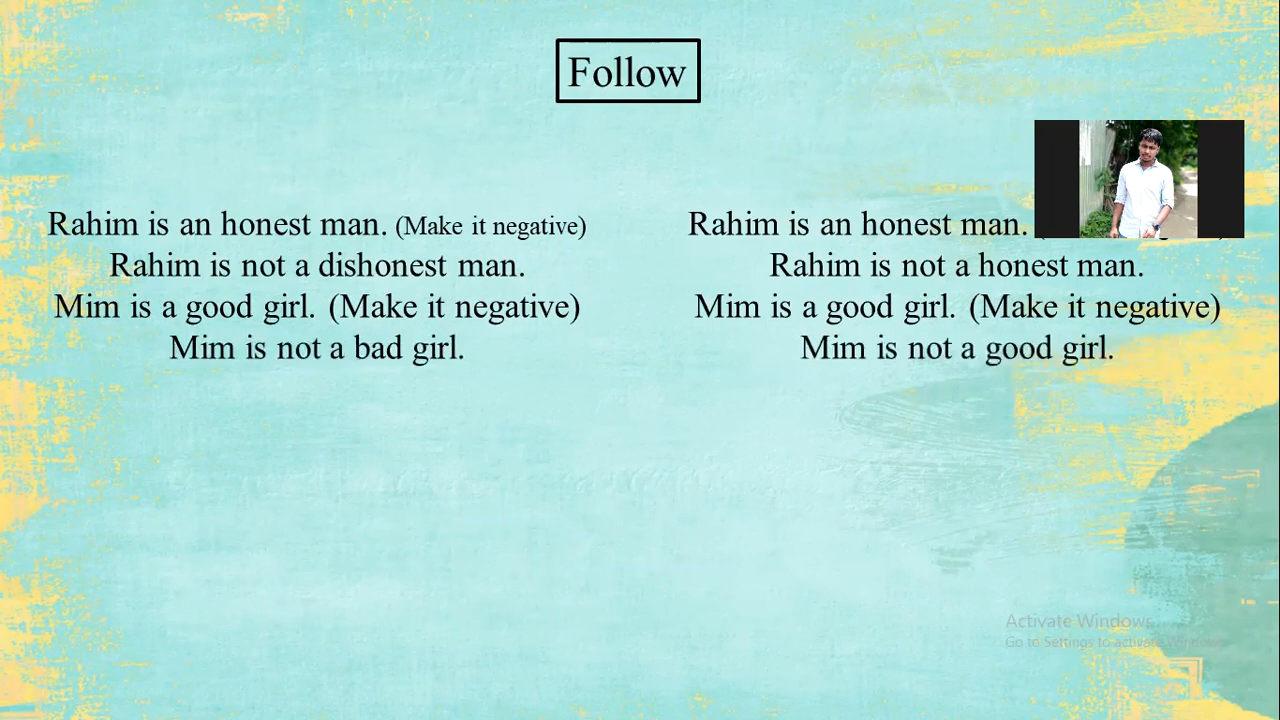 Follow
Rahim is an honest man. (Make it negative)
Rahim is not a dishonest man.
Mim is a good girl. (Make it negative)
Mim is not a bad girl.
Rahim is an honest man.
Rahim is not a honest man.
Mim is a good girl. (Make it negative)
Mim is not a good girl.
Activate Windows
Go to Settings to activate Windows.